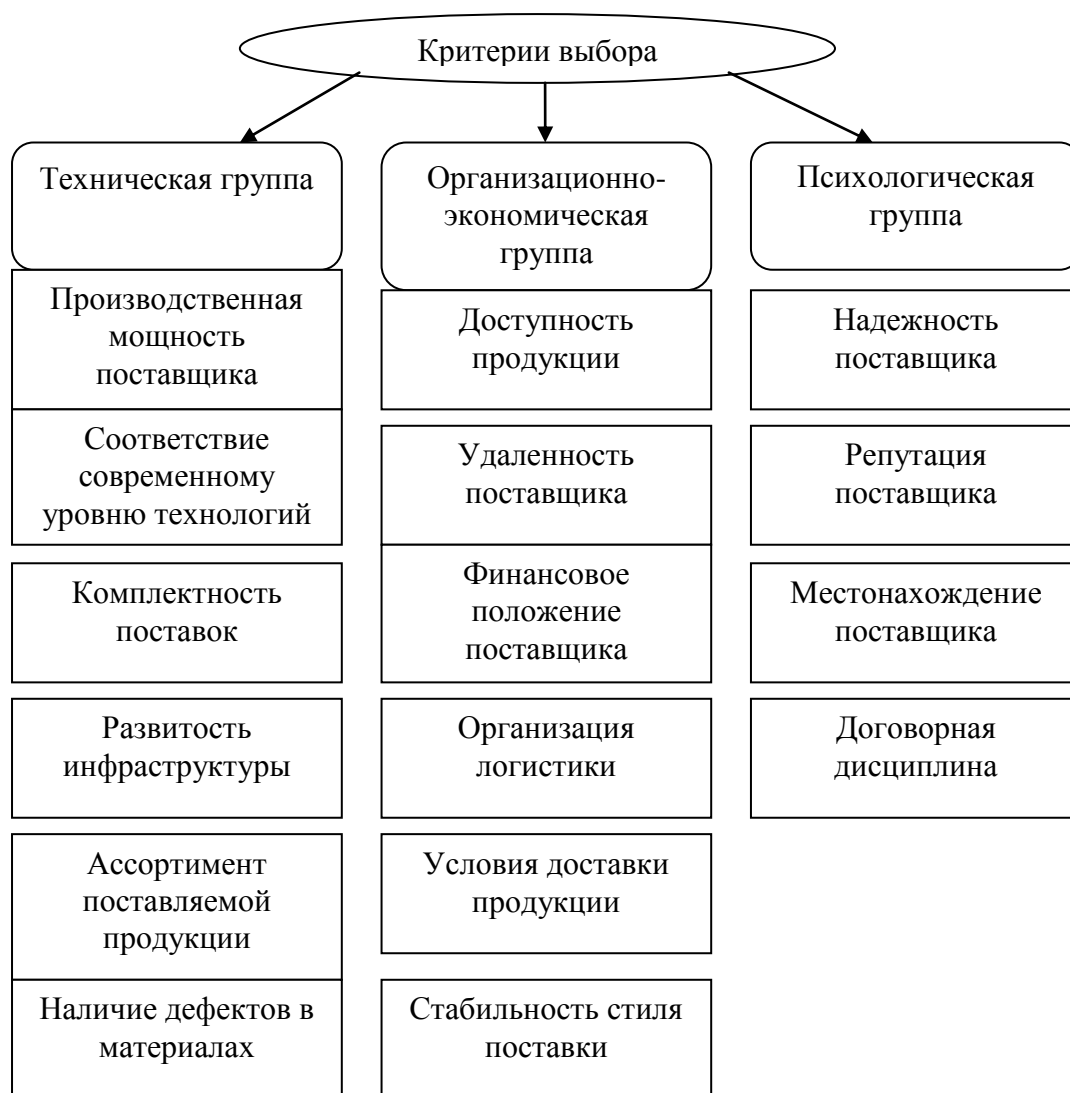 Критерии выбора
Техническая группа
Организационно-
экономическая
группа
Психологическая
группа
Производственная
мощность
поставщика
Доступность
продукции
Надежность
поставщика
Соответствие
современному
уровню технологий
Удаленность
поставщика
Репутация
поставщика
Комплектность
поставок
Финансовое
положение
поставщика
Местонахождение
поставщика
Развитость
инфраструктуры
Организация
логистики
Договорная
дисциплина
Ассортимент
поставляемой
продукции
Условия доставки
продукции
Наличие дефектов в
материалах
Стабильность стиля
поставки